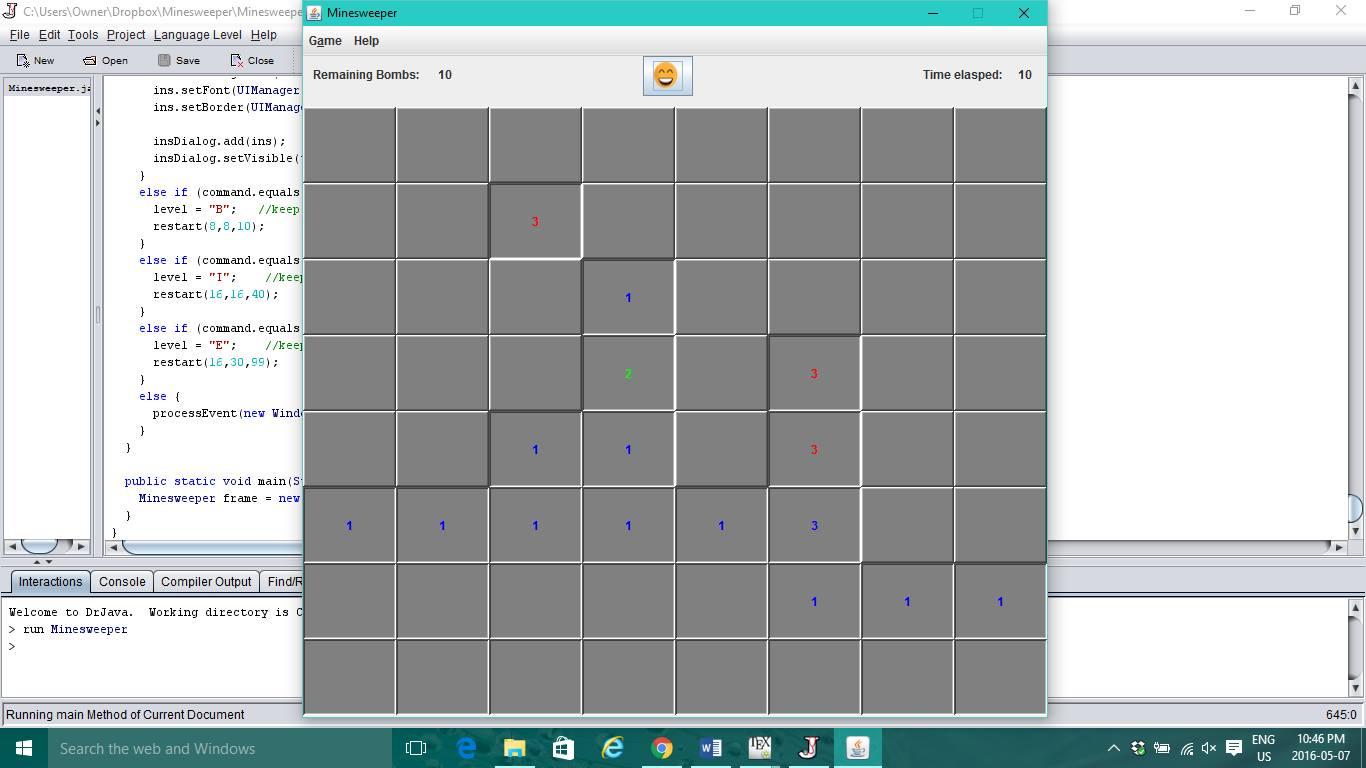 C:\Users\Owner\Dropbox\Minesweeper\Minesweepe
Minesweeper
File Edit Tools Project Language Level Help
Game Help
New Open Save Close
Remaining Bombs: 10
Time elasped: 10
Minesweeper.ja
ins.setFont(UIManager
ins.setBorder(UIManag
insDialog.add(ins);
insDialog.setVisible(
}
else if (command.equals
level = "B"; //keep
restart(8,8,10);
}
else if (command.equals
level = "I"; //keep
restart(16,16,40);
}
else if (command.equals
level = "E"; //keep
restart(16,30,99);
}
else {
processEvent(new Wind
}
}
public static void main(S
Minesweeper frame = new
}
}
3
1
2 3
1 1 3
1 1 1 1 1 3
1 1 1
Interactions Console Compiler Output Find/R
Welcome to DrJava. Working directory is C
> run Minesweeper
>
Running main Method of Current Document
645:0
Search the web and Windows
ENG
US
10:46 PM
2016-05-07